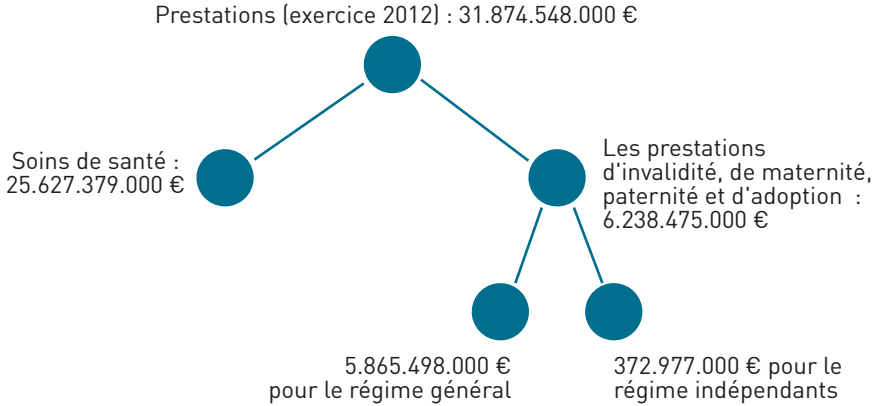 Prestations (exercice 2012) : 31.874.548.000 €
Soins de santé :
25.627.379.000 €
Les prestations
d'invalidité, de maternité,
paternité et d'adoption  :
6.238.475.000 €
5.865.498.000 €
pour le régime général
372.977.000 € pour le
régime indépendants